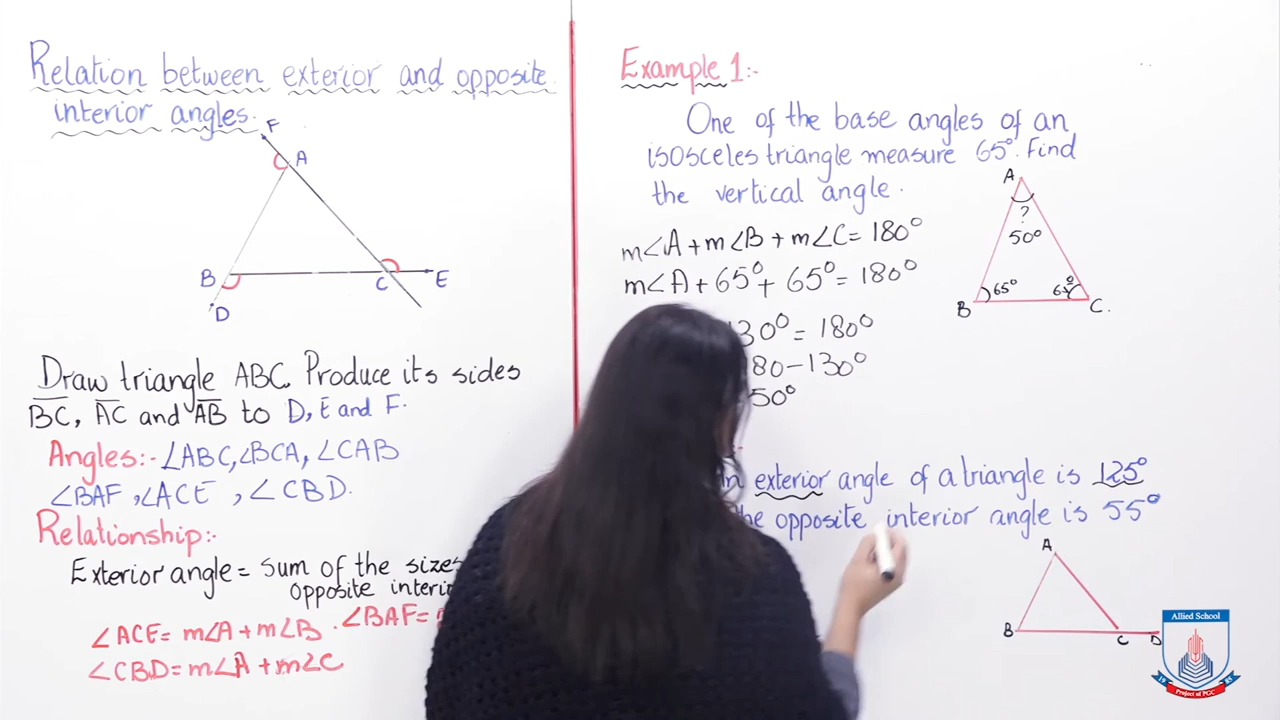 Relation between exterior and opposite
interior angles.
F
A
B
C
E
D
Draw triangle ABC. Produce its sides
BC, AC and AB to D, E and F.
Angles:- ∠ABC, ∠BCA, ∠CAB
∠BAF, ∠ACE, ∠CBD.
Relationship:-
Exterior angle = sum of the sizes
opposite
∠ACE = m∠A + m∠B . ∠BAF =
∠CBD = m∠A + m∠C
Example 1:-
One of the base angles of an
isosceles triangle measure 65°. Find
the vertical angle.
m∠A + m∠B + m∠C = 180°
m∠A + 65° + 65° = 180°
130° = 180°
80 - 130°
50°
A
?
50°
65°
B
C.
exterior angle of a triangle is 125°
opposite interior angle is 55°
A
B
C
D
Allied School
Project of PGC